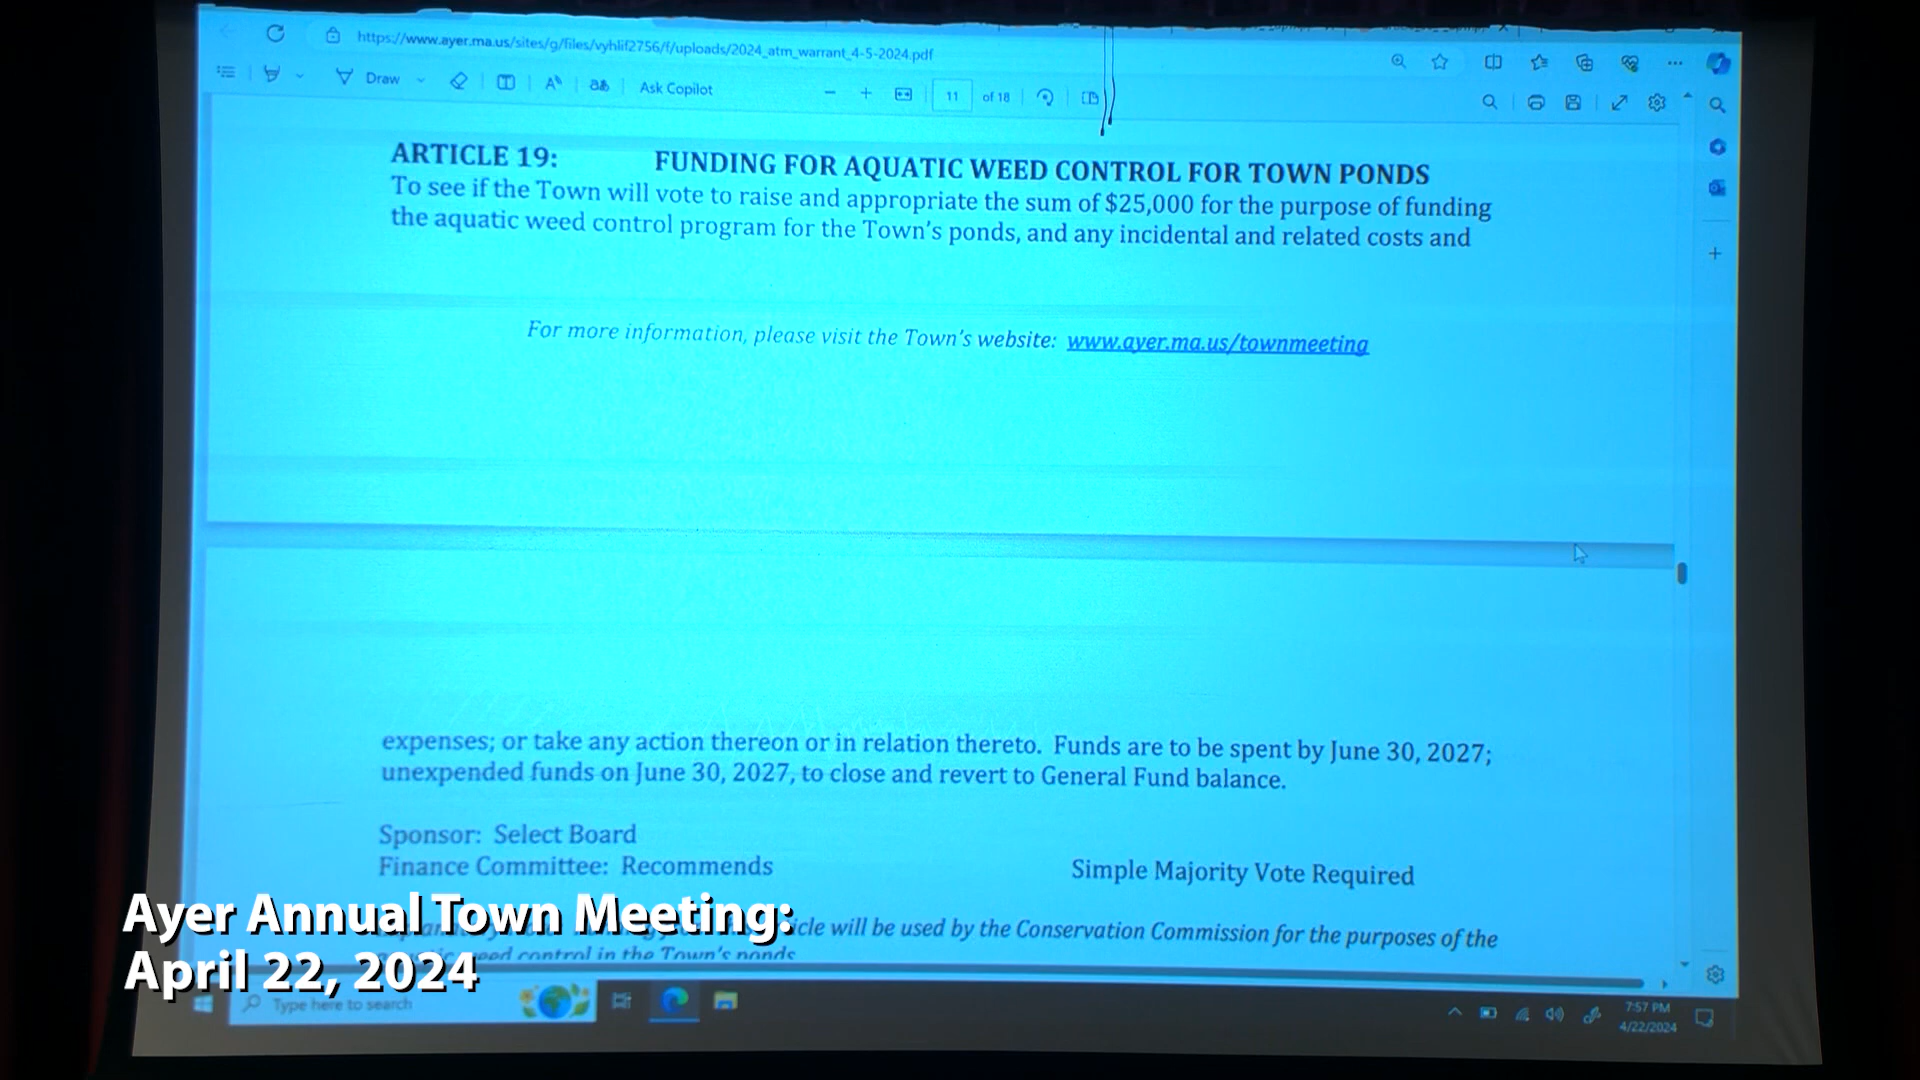 https://www.ayer.ma.us/sites/g/files/vyhlif2756/f/uploads/2024_atm_warrant_4-5-2024.pdf
Draw
Ask Copilot
11
of 18
ARTICLE 19: FUNDING FOR AQUATIC WEED CONTROL FOR TOWN PONDS
To see if the Town will vote to raise and appropriate the sum of $25,000 for the purpose of funding
the aquatic weed control program for the Town's ponds, and any incidental and related costs and
For more information, please visit the Town's website: www.ayer.ma.us/townmeeting
expenses; or take any action thereon or in relation thereto. Funds are to be spent by June 30, 2027;
unexpended funds on June 30, 2027, to close and revert to General Fund balance.
Sponsor: Select Board
Finance Committee: Recommends
Simple Majority Vote Required
will be used by the Conservation Commission for the purposes of the
weed control in the Town's ponds
Ayer Annual Town Meeting:
April 22, 2024
Type here to search
7:57 PM
4/22/2024